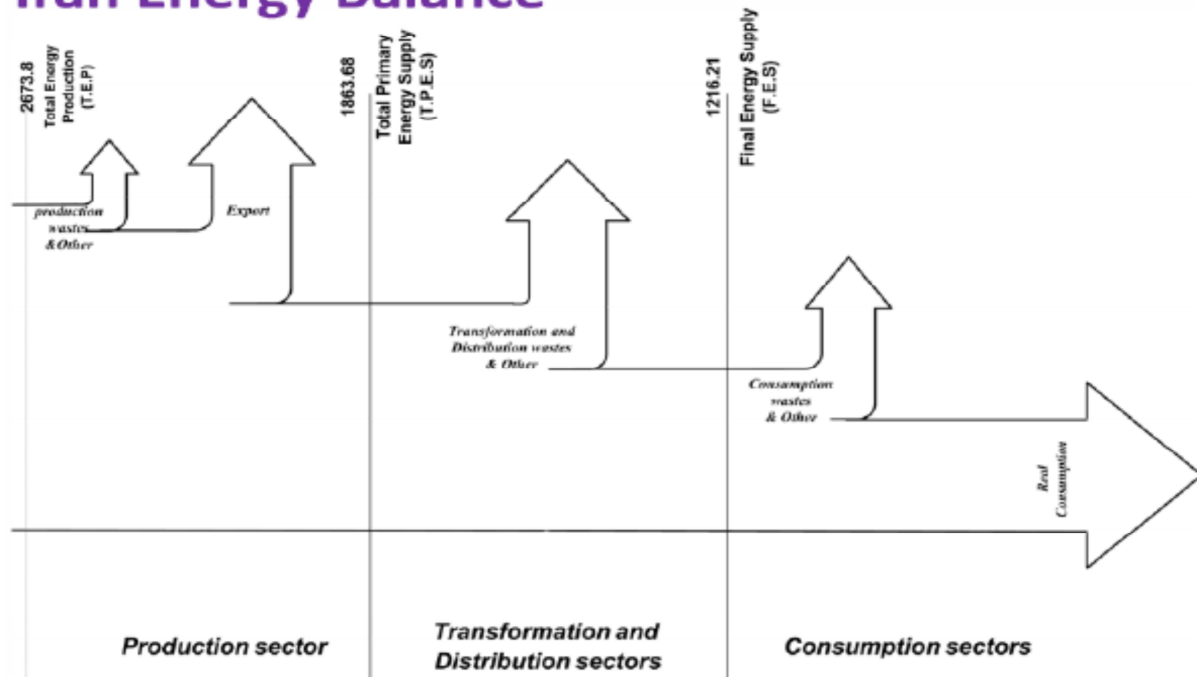 Iran Energy Balance
2673.8
Total Energy
Production
(T.E.P)
1863.68
Total Primary
Energy Supply
(T.P.E.S)
1216.21
Final Energy Supply
(F.E.S)
production
wastes
&Other
Export
Transformation and
Distribution wastes
& Other
Consumption
wastes
& Other
Real
Consumption
Production sector
Transformation and
Distribution sectors
Consumption sectors